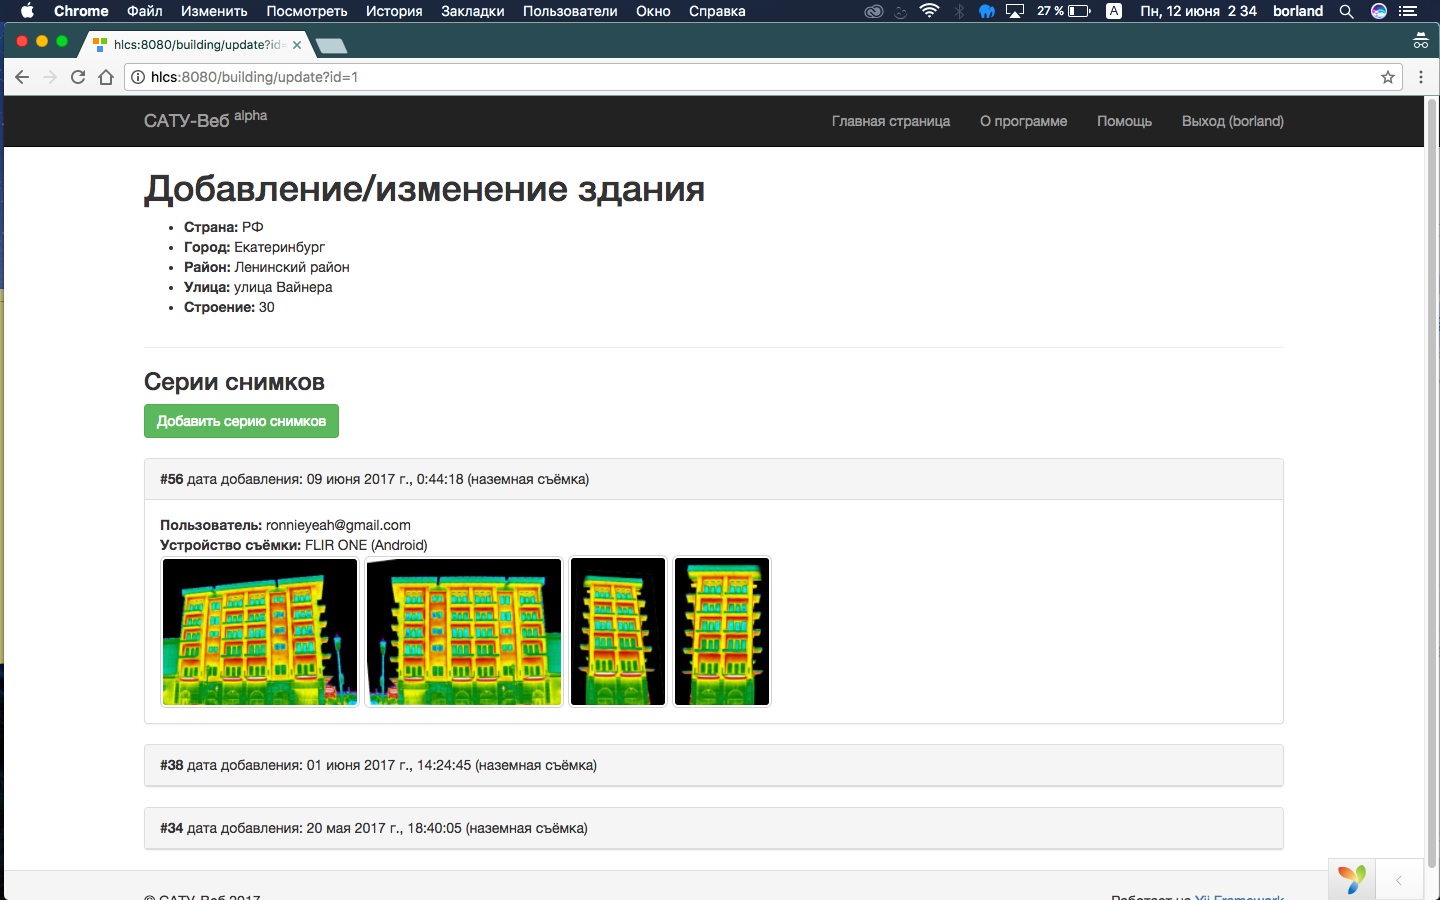 Chrome Файл Изменить Посмотреть История Закладки Пользователи Окно Справка 27 % A Пн, 12 июня 2 34 borland
hlcs:8080/building/update?id=
hlcs:8080/building/update?id=1
САТУ-Веб alpha Главная страница О программе Помощь Выход (borland)
Добавление/изменение здания
Страна: РФ
Город: Екатеринбург
Район: Ленинский район
Улица: улица Вайнера
Строение: 30
Серии снимков
Добавить серию снимков
#56 дата добавления: 09 июня 2017 г., 0:44:18 (наземная съёмка)
Пользователь: ronnieyeah@gmail.com
Устройство съёмки: FLIR ONE (Android)
#38 дата добавления: 01 июня 2017 г., 14:24:45 (наземная съёмка)
#34 дата добавления: 20 мая 2017 г., 18:40:05 (наземная съёмка)
© САТУ-Веб 2017 Работает на Yii Framework